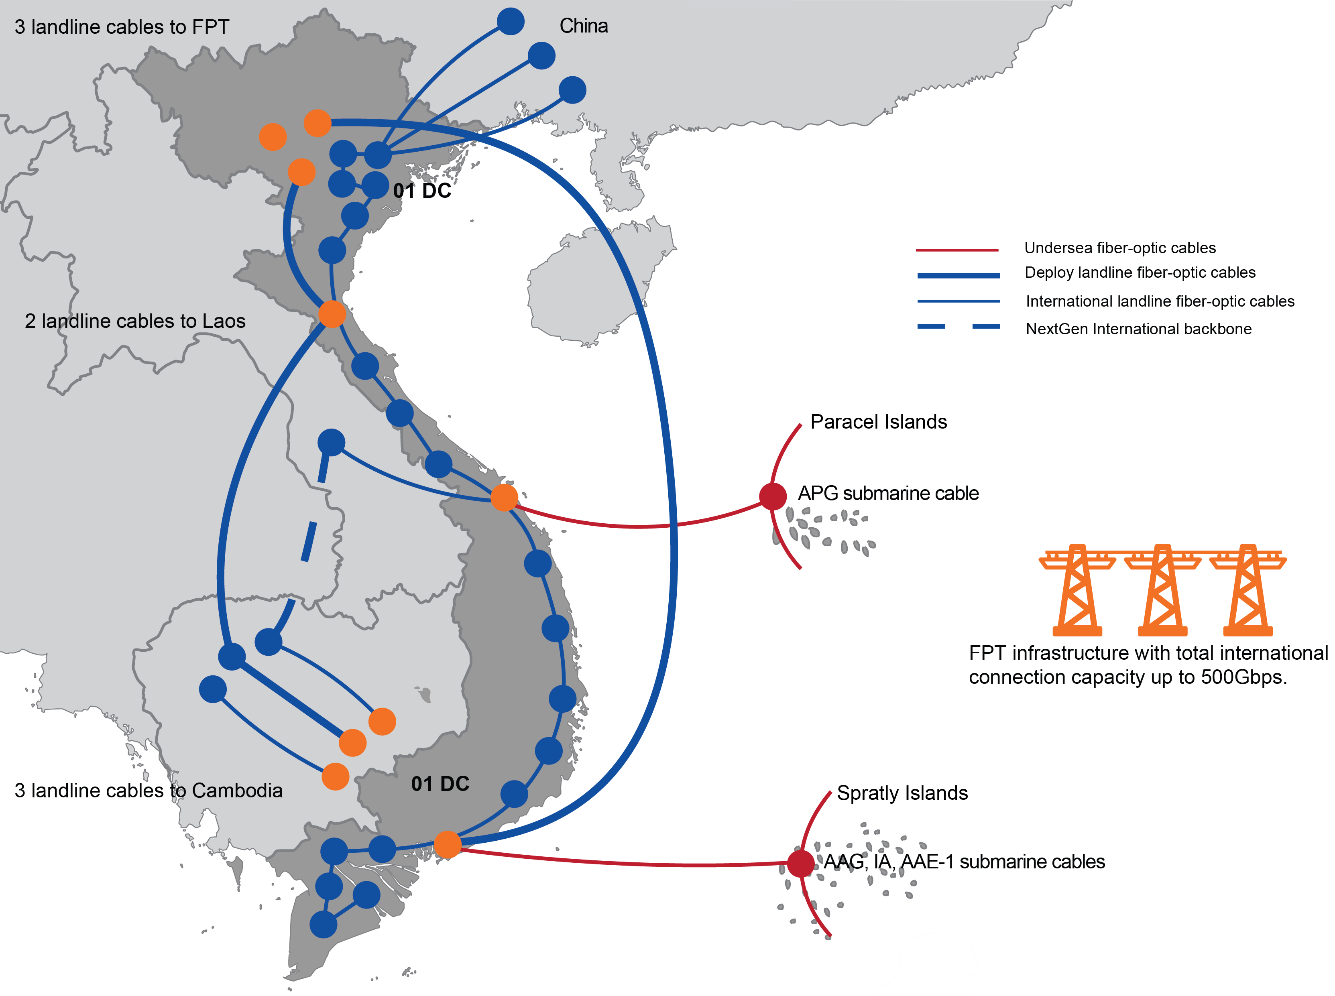 3 landline cables to FPT
China
01 DC
Undersea fiber-optic cables
Deploy landline fiber-optic cables
International landline fiber-optic cables
NextGen International backbone
2 landline cables to Laos
Paracel Islands
APG submarine cable
FPT infrastructure with total international
connection capacity up to 500Gbps.
01 DC
3 landline cables to Cambodia
Spratly Islands
AAG, IA, AAE-1 submarine cables